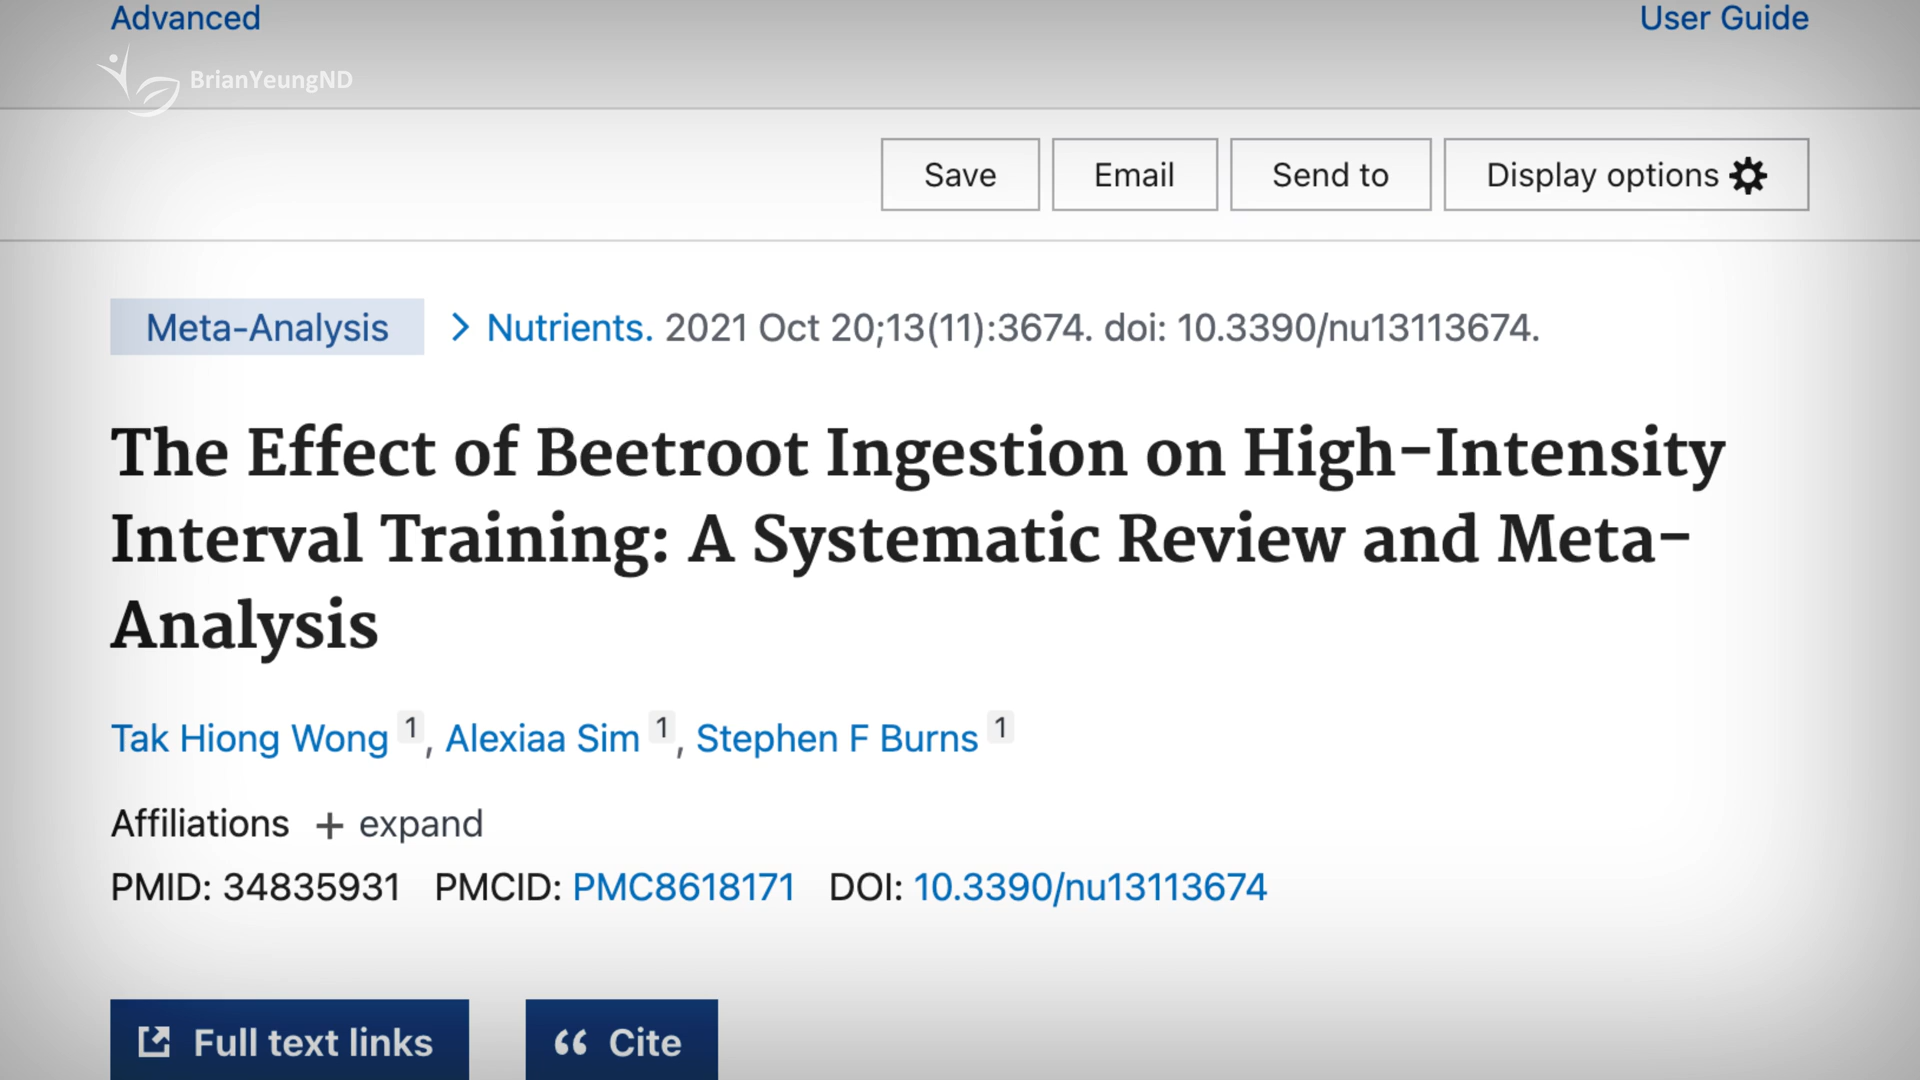 Advanced
User Guide
BrianYeungND
Save
Email
Send to
Display options
Meta-Analysis
Nutrients. 2021 Oct 20;13(11):3674. doi: 10.3390/nu13113674.
The Effect of Beetroot Ingestion on High-Intensity
Interval Training: A Systematic Review and Meta-
Analysis
Tak Hiong Wong 1, Alexiaa Sim 1, Stephen F Burns 1
Affiliations + expand
PMID: 34835931 PMCID: PMC8618171 DOI: 10.3390/nu13113674
Full text links
Cite